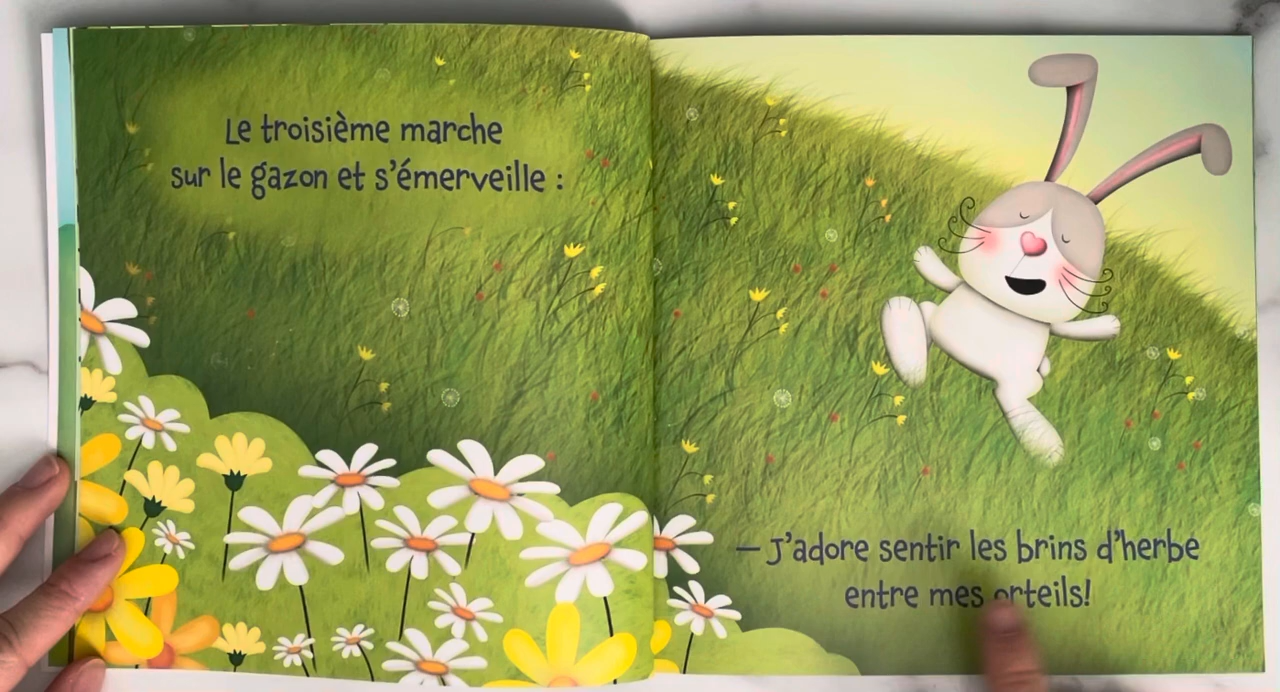 Le troisième marche
sur le gazon et s'émerveille :
— J'adore sentir les brins d'herbe
entre mes orteils!